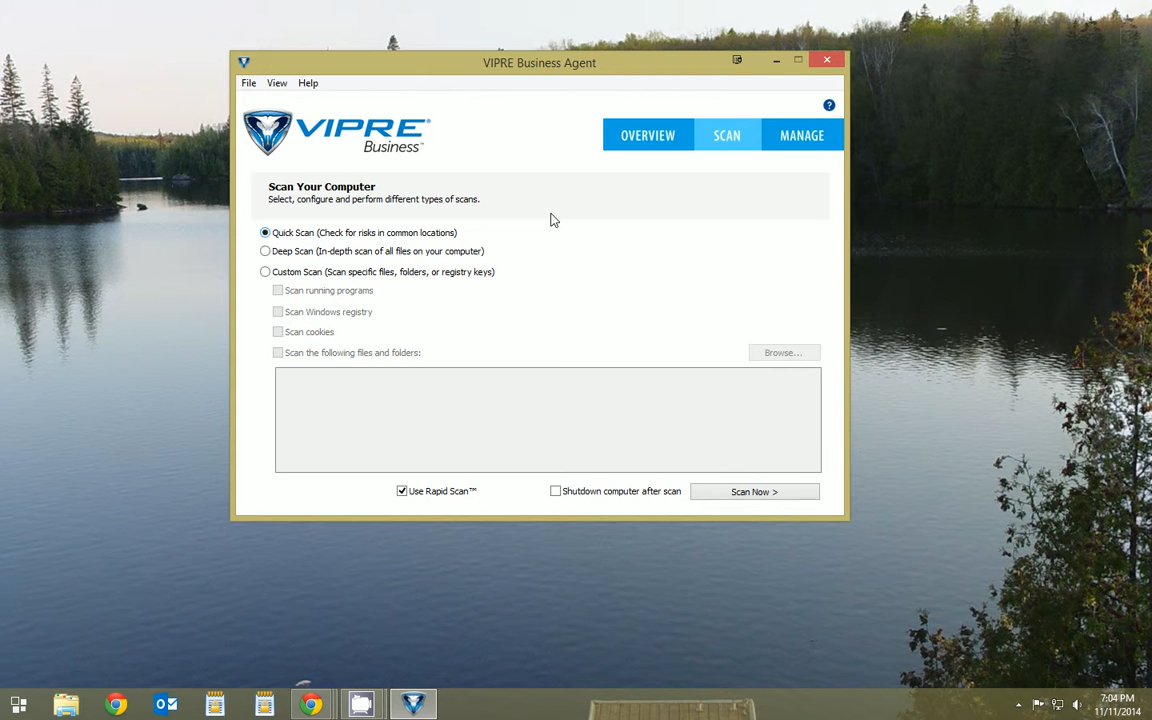 VIPRE Business Agent
File View Help
?
VIPRE®
Business™
OVERVIEW SCAN MANAGE
Scan Your Computer
Select, configure and perform different types of scans.
Quick Scan (Check for risks in common locations)
Deep Scan (In-depth scan of all files on your computer)
Custom Scan (Scan specific files, folders, or registry keys)
Scan running programs
Scan Windows registry
Scan cookies
Scan the following files and folders:
Browse...
Use Rapid Scan™
Shutdown computer after scan
Scan Now >
7:04 PM
11/11/2014